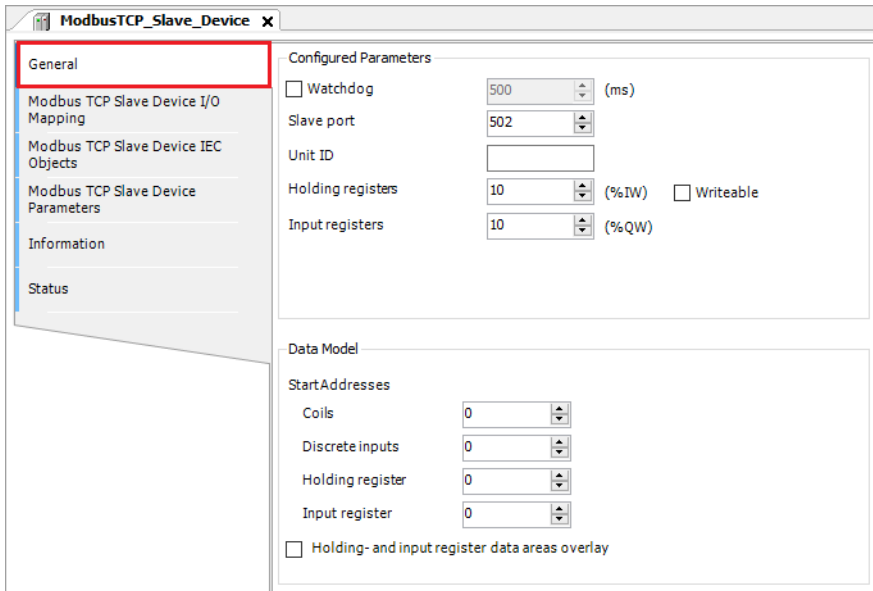 ModbusTCP_Slave_Device X
General
Modbus TCP Slave Device I/O
Mapping
Modbus TCP Slave Device IEC
Objects
Modbus TCP Slave Device
Parameters
Information
Status
Configured Parameters
Watchdog 500 (ms)
Slave port 502
Unit ID
Holding registers 10 (%IW) Writeable
Input registers 10 (%QW)
Data Model
Start Addresses
Coils 0
Discrete inputs 0
Holding register 0
Input register 0
Holding- and input register data areas overlay